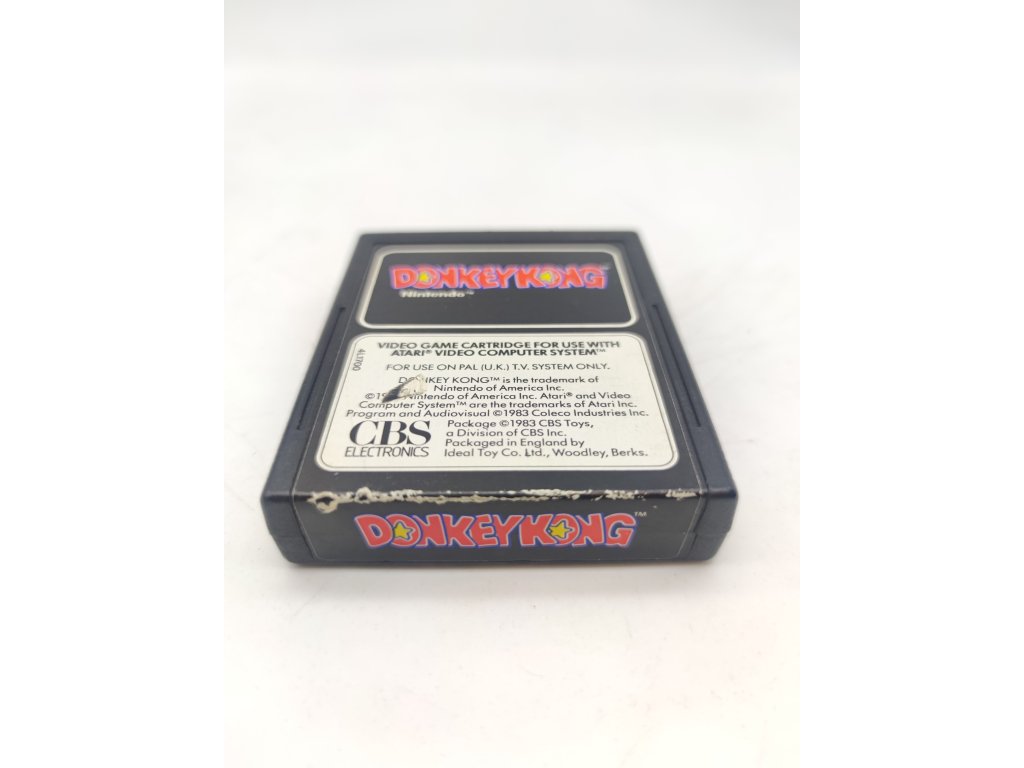 DONKEY KONG™
Nintendo™
VIDEO GAME CARTRIDGE FOR USE WITH
ATARI® VIDEO COMPUTER SYSTEM™
FOR USE ON PAL (U.K.) T.V. SYSTEM ONLY.
DONKEY KONG™ is the trademark of
Nintendo of America Inc.
Nintendo of America Inc. Atari® and Video
Computer System™ are the trademarks of Atari Inc.
Program and Audiovisual ©1983 Coleco Industries Inc.
Package ©1983 CBS Toys,
a Division of CBS Inc.
Packaged in England by
Ideal Toy Co. Ltd., Woodley, Berks.
CBS
ELECTRONICS
DONKEY KONG™